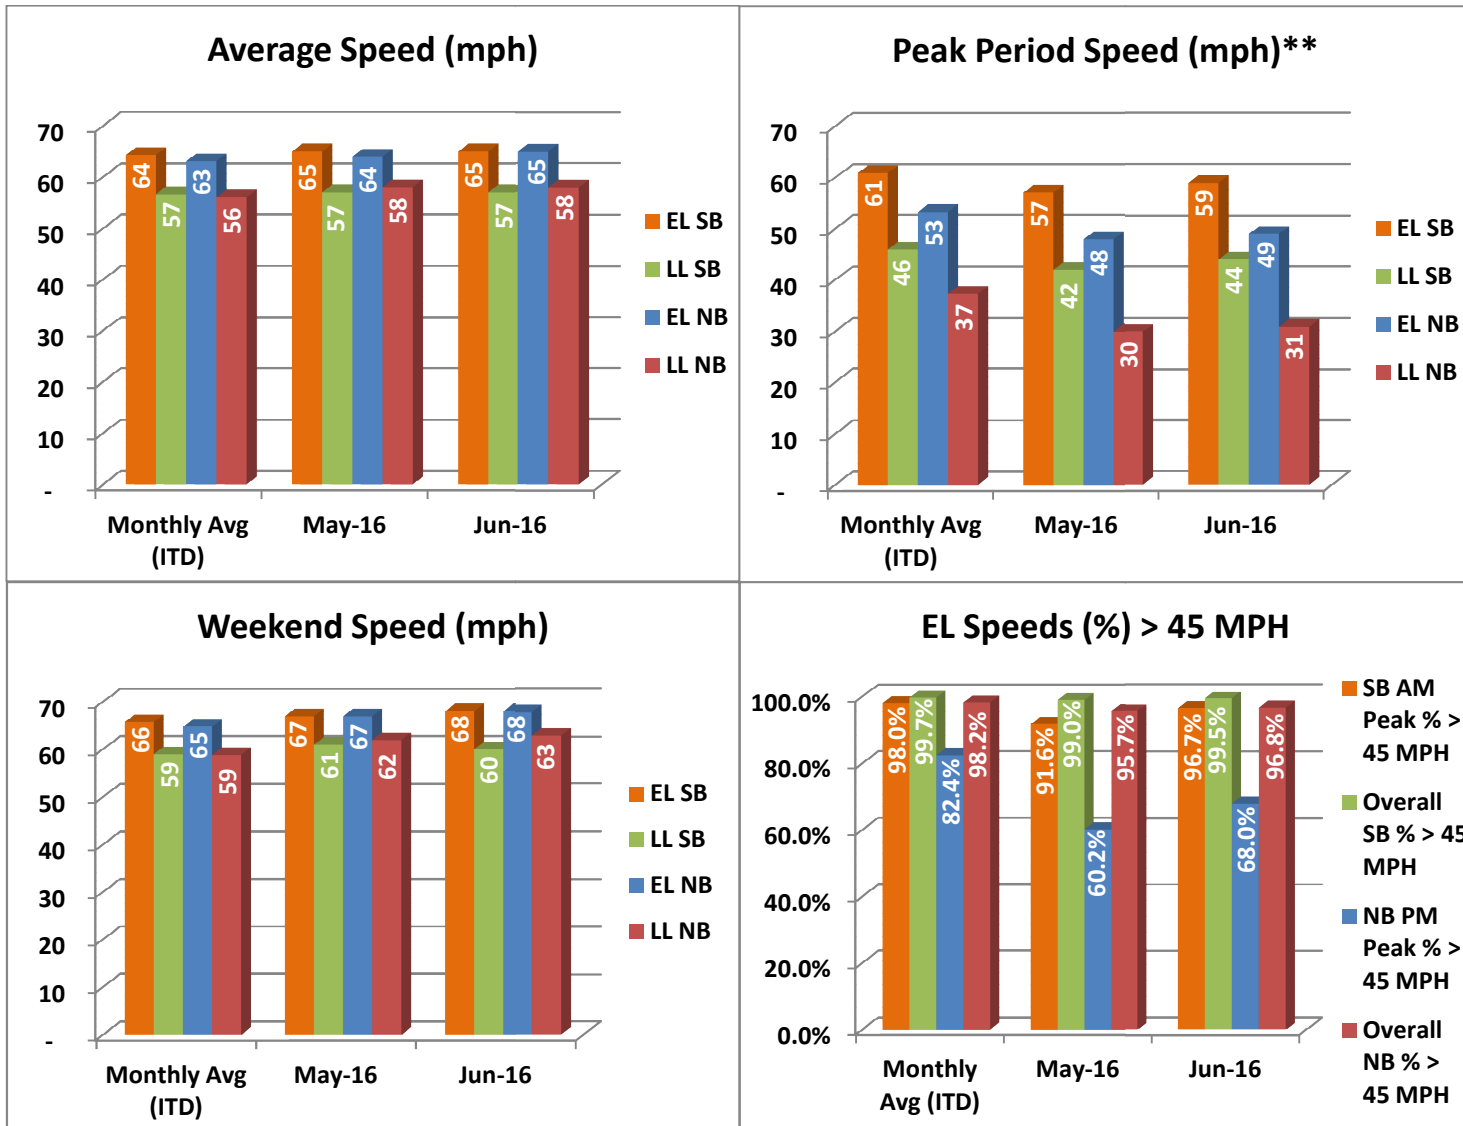 Average Speed (mph)
70
60
50
40
30
20
10
-
64
57
63
56
65
57
64
58
65
57
65
58
Monthly Avg
(ITD)
May-16
Jun-16
EL SB
LL SB
EL NB
LL NB
Peak Period Speed (mph)**
70
60
50
40
30
20
10
-
61
46
53
37
57
42
48
30
59
44
49
31
Monthly Avg
(ITD)
May-16
Jun-16
EL SB
LL SB
EL NB
LL NB
Weekend Speed (mph)
70
60
50
40
30
20
10
-
66
59
65
59
67
61
67
62
68
60
68
63
Monthly Avg
(ITD)
May-16
Jun-16
EL SB
LL SB
EL NB
LL NB
EL Speeds (%) > 45 MPH
100.0%
80.0%
60.0%
40.0%
20.0%
0.0%
98.0%
99.7%
82.4%
98.2%
91.6%
99.0%
60.2%
95.7%
96.7%
99.5%
68.0%
96.8%
Monthly
Avg (ITD)
May-16
Jun-16
SB AM
Peak % >
45 MPH
Overall
SB % > 45
MPH
NB PM
Peak % >
45 MPH
Overall
NB % >
45 MPH